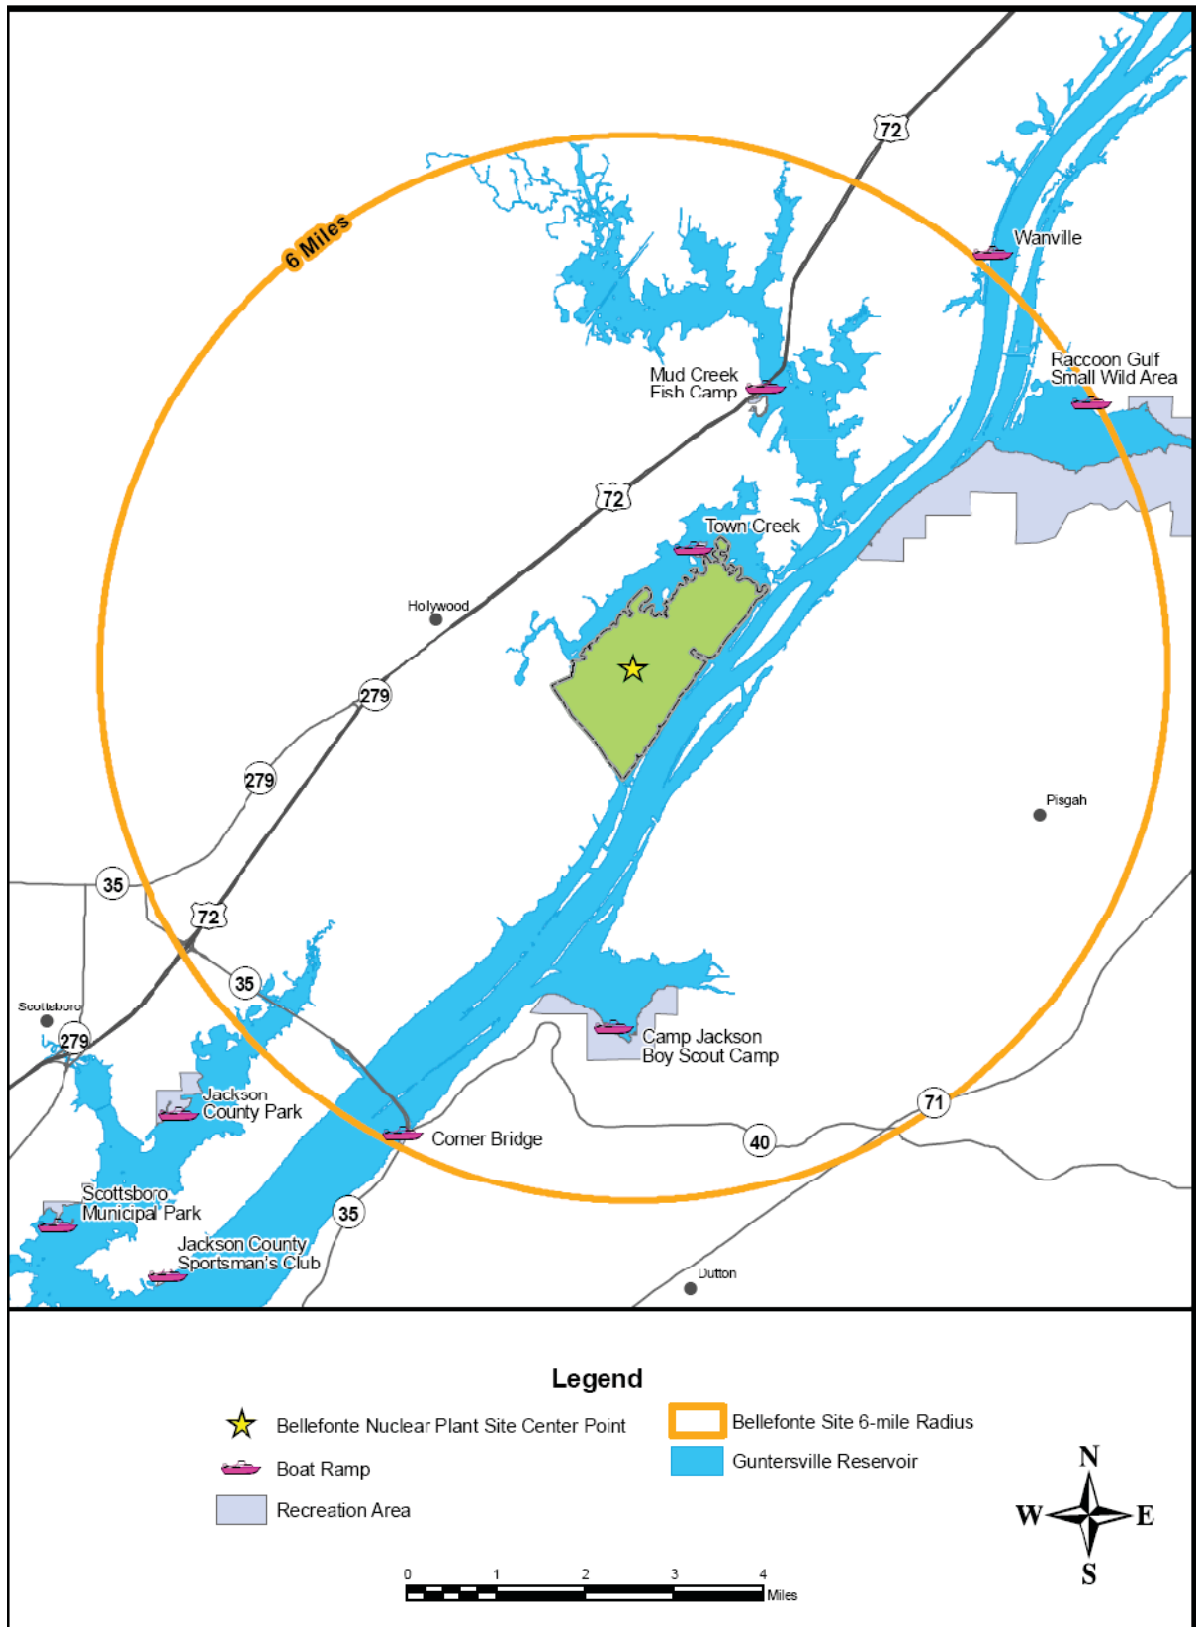 72
6 Miles
Wanville
Raccoon Gulf
Small Wild Area
Mud Creek
Fish Camp
72
Town Creek
Holywood
279
279
Pisgah
35
72
35
Scottsboro
279
Camp Jackson
Boy Scout Camp
Jackson
County Park
71
Comer Bridge
40
Scottsboro
Municipal Park
35
Jackson County
Sportsman's Club
Dutton
Legend
Bellefonte Nuclear Plant Site Center Point
Boat Ramp
Recreation Area
Bellefonte Site 6-mile Radius
Guntersville Reservoir
N
W E
S
0 1 2 3 4
Miles